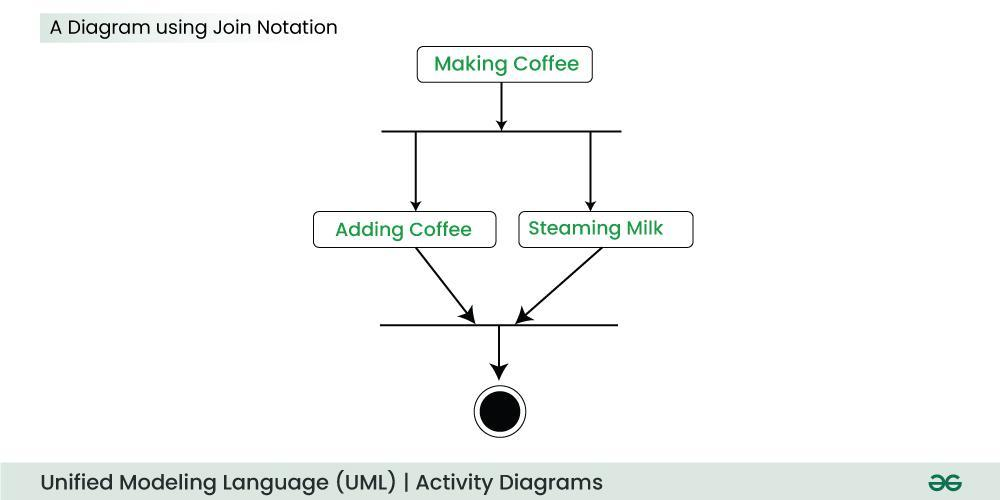 A Diagram using Join Notation
Making Coffee
Adding Coffee
Steaming Milk
Unified Modeling Language (UML) | Activity Diagrams